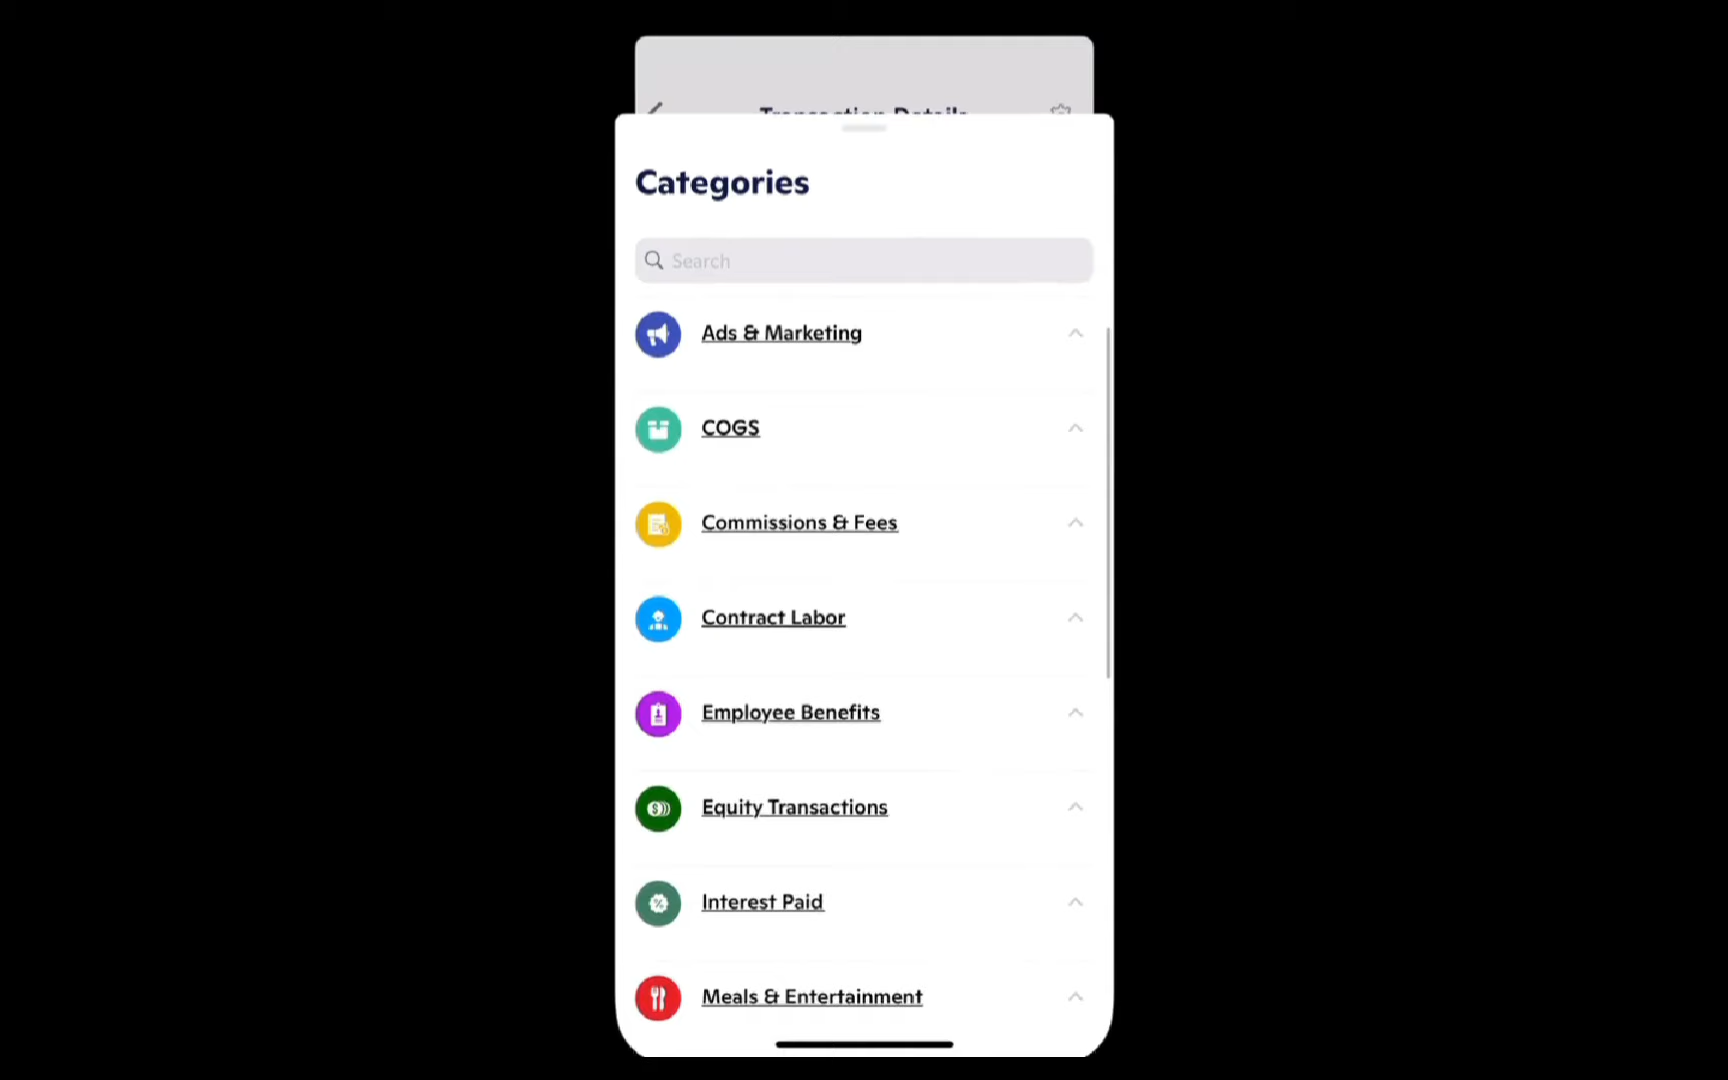 Transaction Details
Categories
Search
Ads & Marketing
COGS
Commissions & Fees
Contract Labor
Employee Benefits
Equity Transactions
Interest Paid
Meals & Entertainment